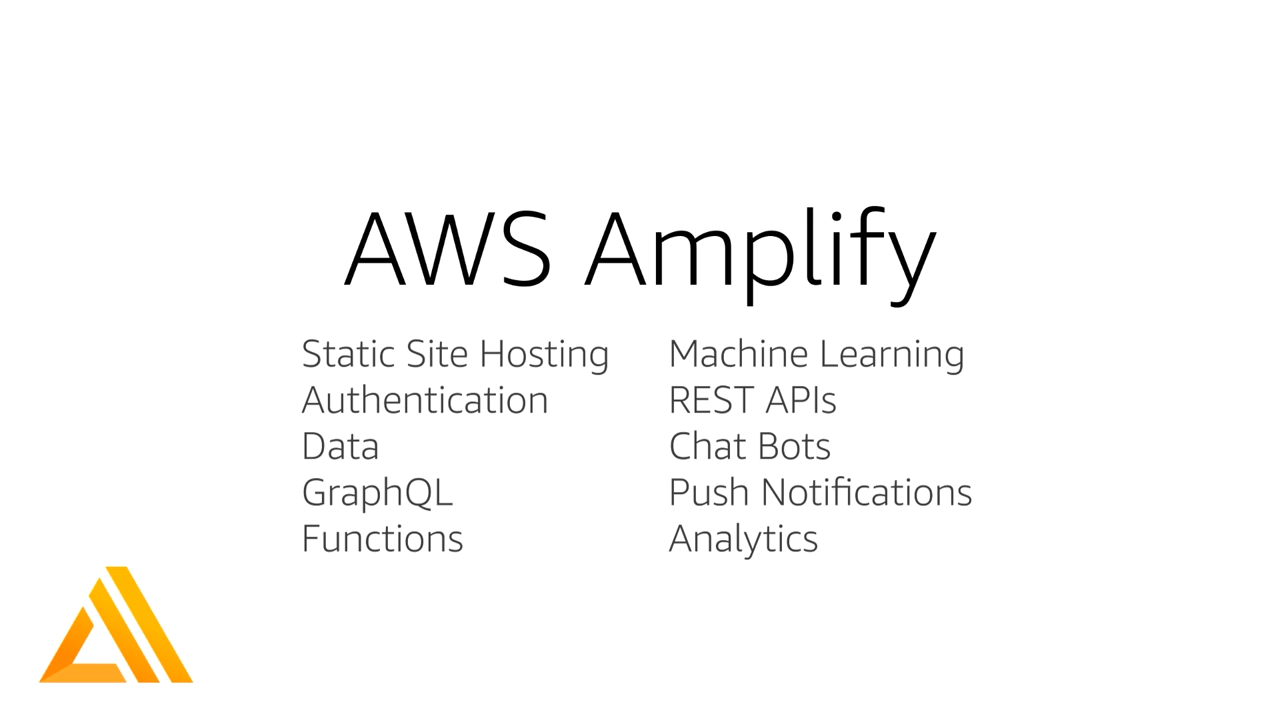 AWS Amplify
Static Site Hosting
Authentication
Data
GraphQL
Functions
Machine Learning
REST APIs
Chat Bots
Push Notifications
Analytics